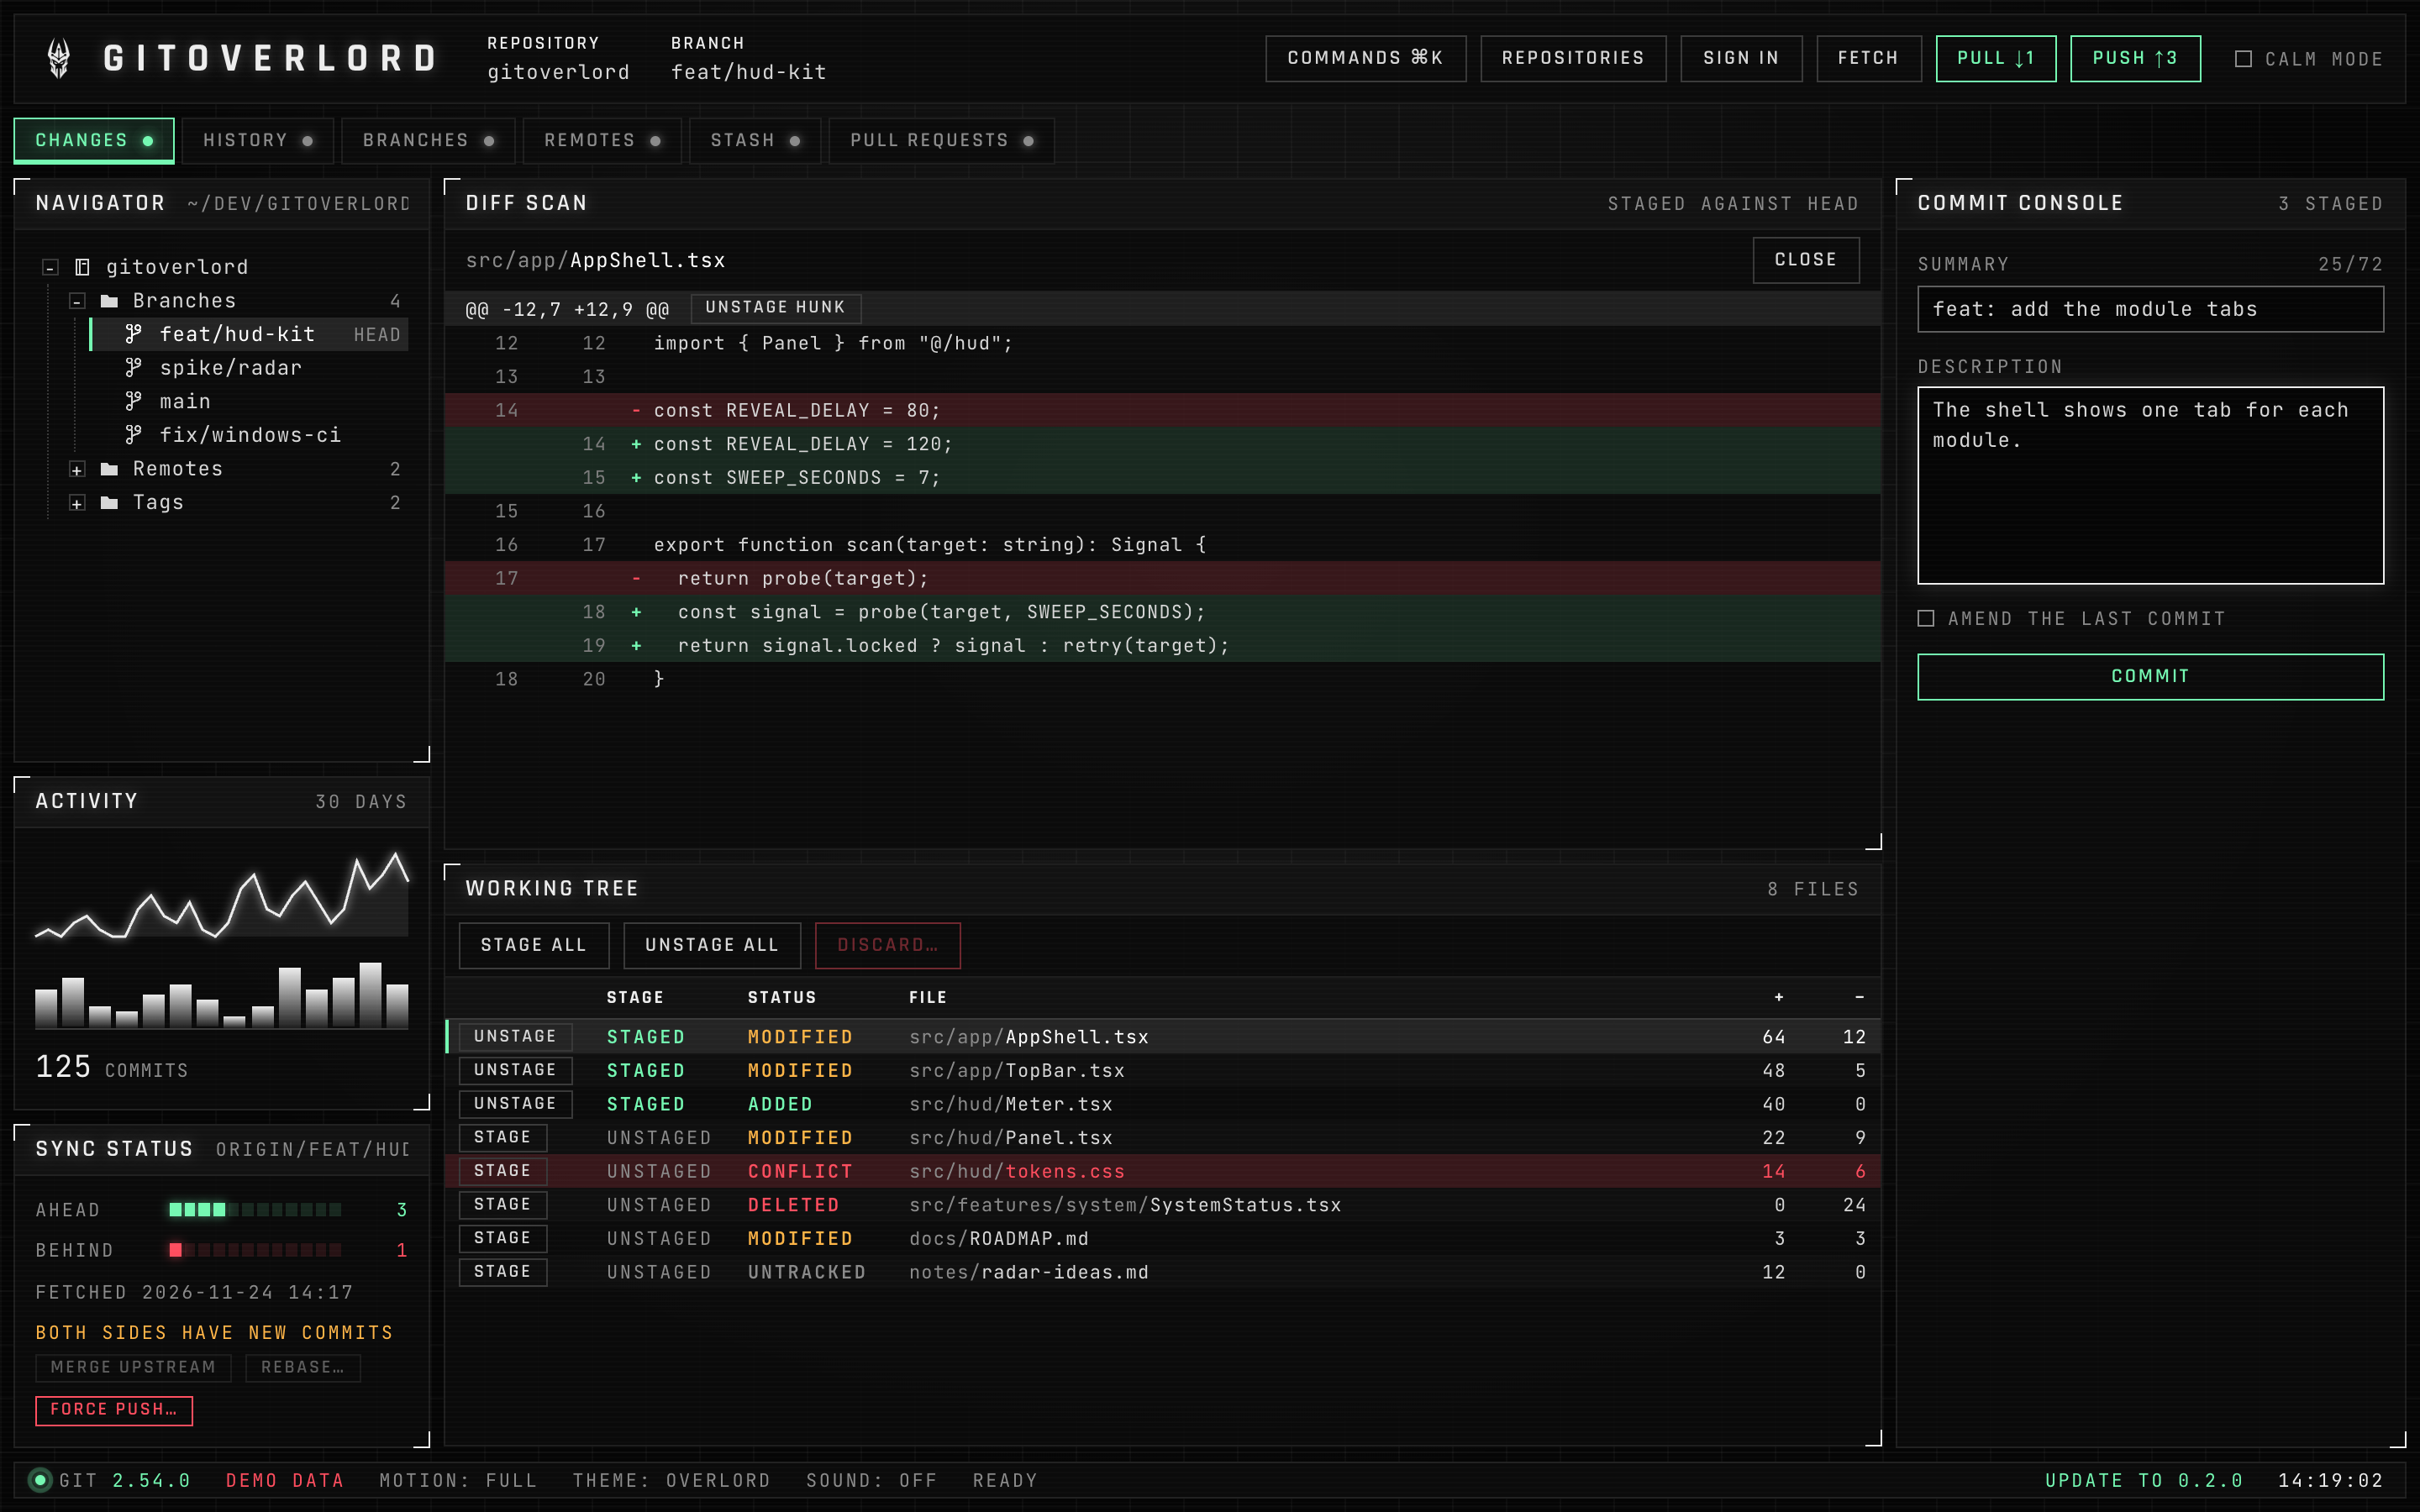 GITOVERLORD
REPOSITORY
gitoverlord
BRANCH
feat/hud-kit
COMMANDS ⌘K
REPOSITORIES
SIGN IN
FETCH
PULL ↓1
PUSH ↑3
CALM MODE
CHANGES
HISTORY
BRANCHES
REMOTES
STASH
PULL REQUESTS
NAVIGATOR ~/DEV/GITOVERLORD
- gitoverlord
- Branches 4
feat/hud-kit HEAD
spike/radar
main
fix/windows-ci
+ Remotes 2
+ Tags 2
ACTIVITY 30 DAYS
125 COMMITS
SYNC STATUS ORIGIN/FEAT/HUD
AHEAD 3
BEHIND 1
FETCHED 2026-11-24 14:17
BOTH SIDES HAVE NEW COMMITS
MERGE UPSTREAM REBASE…
FORCE PUSH…
DIFF SCAN STAGED AGAINST HEAD
src/app/AppShell.tsx CLOSE
@@ -12,7 +12,9 @@ UNSTAGE HUNK
12 12 import { Panel } from "@/hud";
13 13
14 - const REVEAL_DELAY = 80;
14 + const REVEAL_DELAY = 120;
15 + const SWEEP_SECONDS = 7;
15 16
16 17 export function scan(target: string): Signal {
17 - return probe(target);
18 + const signal = probe(target, SWEEP_SECONDS);
19 + return signal.locked ? signal : retry(target);
18 20 }
WORKING TREE 8 FILES
STAGE ALL UNSTAGE ALL DISCARD…
STAGE STATUS FILE + −
UNSTAGE STAGED MODIFIED src/app/AppShell.tsx 64 12
UNSTAGE STAGED MODIFIED src/app/TopBar.tsx 48 5
UNSTAGE STAGED ADDED src/hud/Meter.tsx 40 0
STAGE UNSTAGED MODIFIED src/hud/Panel.tsx 22 9
STAGE UNSTAGED CONFLICT src/hud/tokens.css 14 6
STAGE UNSTAGED DELETED src/features/system/SystemStatus.tsx 0 24
STAGE UNSTAGED MODIFIED docs/ROADMAP.md 3 3
STAGE UNSTAGED UNTRACKED notes/radar-ideas.md 12 0
COMMIT CONSOLE 3 STAGED
SUMMARY 25/72
feat: add the module tabs
DESCRIPTION
The shell shows one tab for each
module.
AMEND THE LAST COMMIT
COMMIT
GIT 2.54.0 DEMO DATA MOTION: FULL THEME: OVERLORD SOUND: OFF READY UPDATE TO 0.2.0 14:19:02